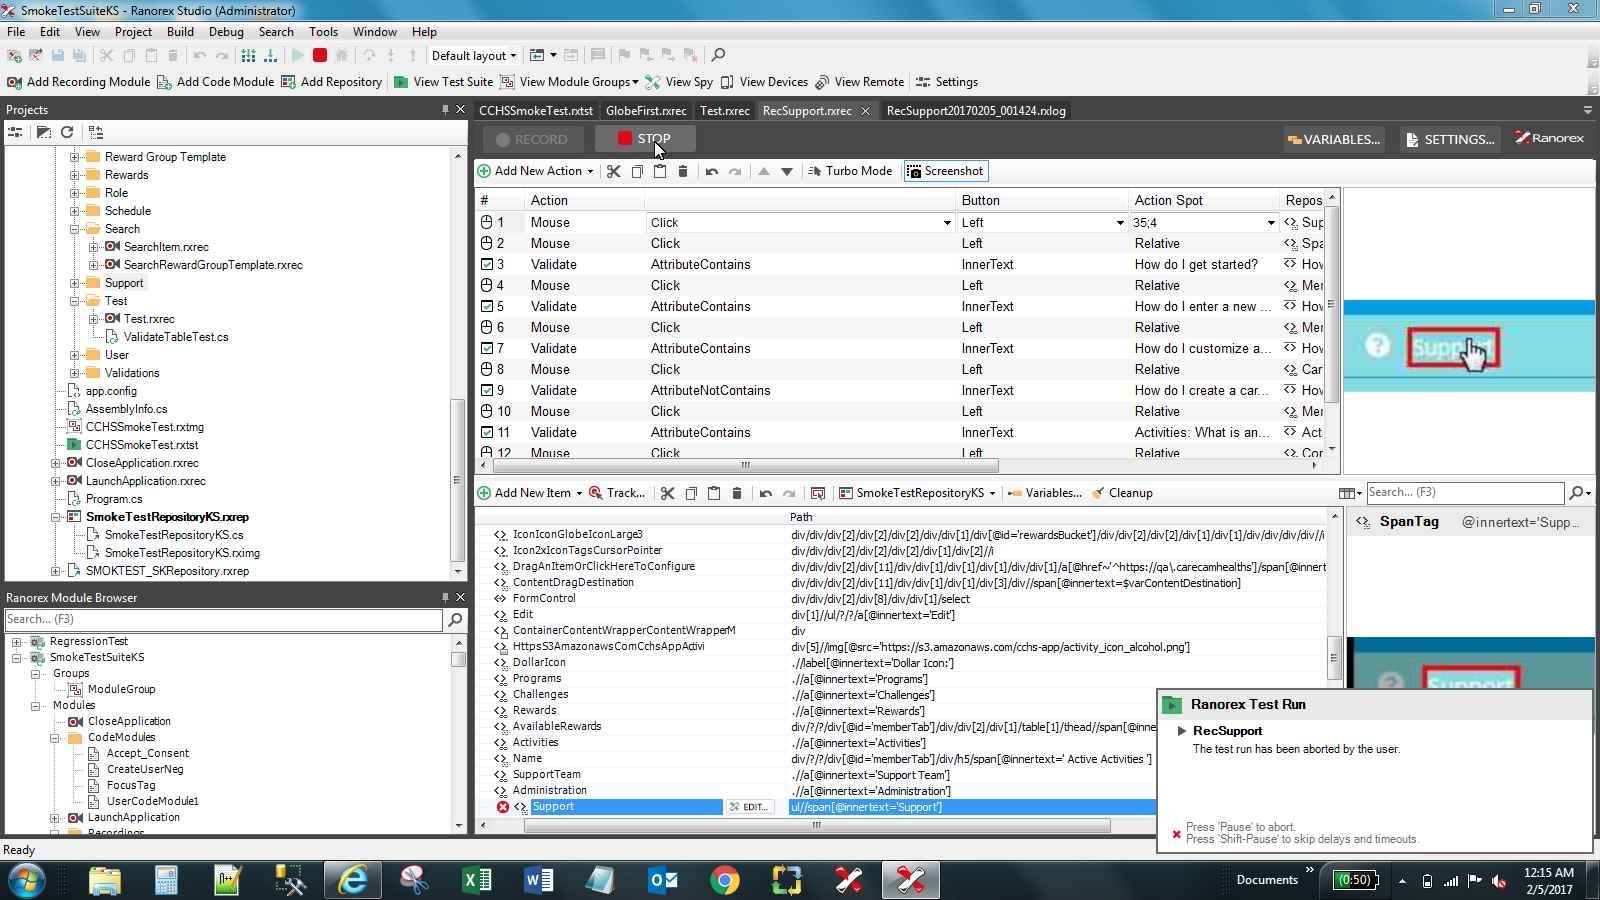 SmokeTestSuiteKS - Ranorex Studio (Administrator)
File Edit View Project Build Debug Search Tools Window Help
Default layout
Add Recording Module Add Code Module Add Repository View Test Suite View Module Groups View Spy View Devices View Remote Settings
Projects
Reward Group Template
Rewards
Role
Schedule
Search
SearchItem.rxrec
SearchRewardGroupTemplate.rxrec
Support
Test
Test.rxrec
ValidateTableTest.cs
User
Validations
app.config
AssemblyInfo.cs
CCHSSmokeTest.rxtmg
CCHSSmokeTest.rxtst
CloseApplication.rxrec
LaunchApplication.rxrec
Program.cs
SmokeTestRepositoryKS.rxrep
SmokeTestRepositoryKS.cs
SmokeTestRepositoryKS.rximg
SMOKTEST_SKRepository.rxrep
Ranorex Module Browser
Search... (F3)
RegressionTest
SmokeTestSuiteKS
Groups
ModuleGroup
Modules
CloseApplication
CodeModules
Accept_Consent
CreateUserNeg
FocusTag
UserCodeModule1
LaunchApplication
Recordings
CCHSSmokeTest.rxtst GlobeFirst.rxrec Test.rxrec RecSupport.rxrec RecSupport20170205_001424.rxlog
RECORD STOP VARIABLES... SETTINGS... Ranorex
Add New Action Turbo Mode Screenshot
# Action Button Action Spot Repos
1 Mouse Click Left 35;4 Sup
2 Mouse Click Left Relative Spa
3 Validate AttributeContains InnerText How do I get started? Hov
4 Mouse Click Left Relative Mer
5 Validate AttributeContains InnerText How do I enter a new ... Hov
6 Mouse Click Left Relative Mer
7 Validate AttributeContains InnerText How do I customize a... Hov
8 Mouse Click Left Relative Car
9 Validate AttributeNotContains InnerText How do I create a car... Hov
10 Mouse Click Left Relative Mer
11 Validate AttributeContains InnerText Activities: What is an... Act
12 Mouse Click Left Relative Cor
Support
Add New Item Track... SmokeTestRepositoryKS Variables... Cleanup Search... (F3)
Path
IconIconGlobeIconLarge3 div/div/div[2]/div[2]/div[2]/div/div[1]/div[@id='rewardsBucket']/div/div[2]/div[2]/div[1]/div/div/div/div//i
Icon2xIconTagsCursorPointer div/div/div[2]/div[2]/div[2]/div[1]/div[2]//i
DragAnItemOrClickHereToConfigure div/div/div[2]/div[11]/div/div[1]/div[1]/div[1]/div[1]/a[@href~'^https://qa\.carecamhealths']/span[@innert
ContentDragDestination div/div/div[2]/div[11]/div/div[1]/div[1]/div[1]/div[3]/div//span[@innertext=$varContentDestination]
FormControl div/div/div[2]/div[8]/div/div[1]/select
Edit div[1]//ul/?/?/a[@innertext='Edit']
ContainerContentWrapperContentWrapperM div
HttpsS3AmazonawsComCchsAppActivi div[5]//img[@src='https://s3.amazonaws.com/cchs-app/activity_icon_alcohol.png']
DollarIcon .//label[@innertext='Dollar Icon:']
Programs .//a[@innertext='Programs']
Challenges .//a[@innertext='Challenges']
Rewards .//a[@innertext='Rewards']
AvailableRewards div/?/?/div[@id='memberTab']/div/div[2]/div[1]/table[1]/thead//span[@inne
Activities .//a[@innertext='Activities']
Name div/?/?/div[@id='memberTab']/div/h5/span[@innertext=' Active Activities ']
SupportTeam .//a[@innertext='Support Team']
Administration .//a[@innertext='Administration']
Support EDIT... ul//span[@innertext='Support']
SpanTag @innertext='Supp...
Support
Ranorex Test Run
RecSupport
The test run has been aborted by the user.
Press 'Pause' to abort.
Press 'Shift-Pause' to skip delays and timeouts.
Ready
Documents (0:50) 12:15 AM
2/5/2017